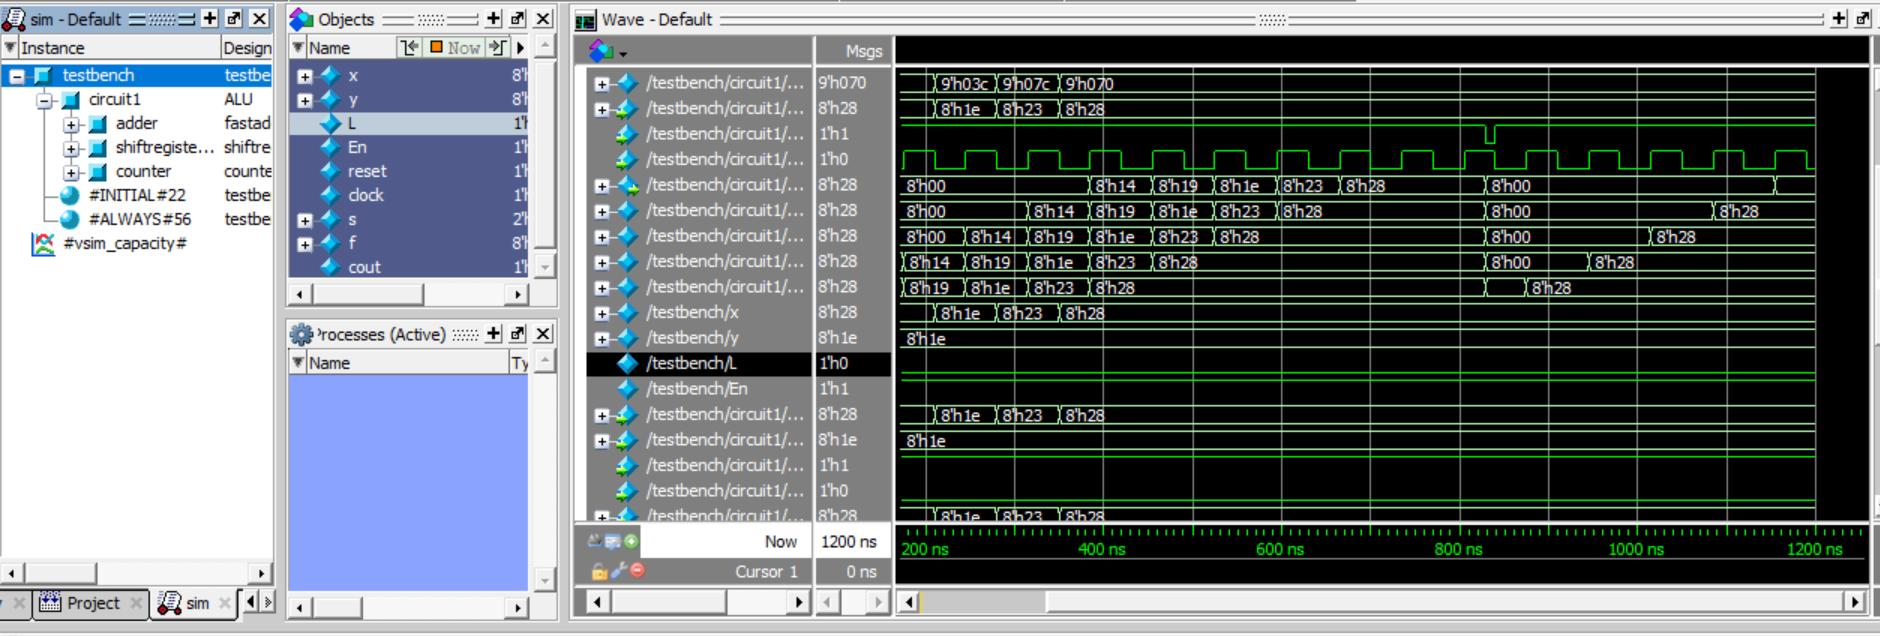 sim - Default
Instance Design
testbench testbe
circuit1 ALU
adder fastad
shiftregiste... shiftre
counter counte
#INITIAL#22 testbe
#ALWAYS#56 testbe
#vsim_capacity#
Project sim
Objects
Name Now
x 8'h
y 8'h
L 1'h
En 1'h
reset 1'h
clock 1'h
s 2'h
f 8'h
cout 1'h
Processes (Active)
Name Ty
Wave - Default
Msgs
/testbench/circuit1/... 9'h070 9'h03c 9'h07c 9'h070
/testbench/circuit1/... 8'h28 8'h1e 8'h23 8'h28
/testbench/circuit1/... 1'h1
/testbench/circuit1/... 1'h0
/testbench/circuit1/... 8'h28 8'h00 8'h14 8'h19 8'h1e 8'h23 8'h28 8'h00
/testbench/circuit1/... 8'h28 8'h00 8'h14 8'h19 8'h1e 8'h23 8'h28 8'h00 8'h28
/testbench/circuit1/... 8'h28 8'h00 8'h14 8'h19 8'h1e 8'h23 8'h28 8'h00 8'h28
/testbench/circuit1/... 8'h28 8'h14 8'h19 8'h1e 8'h23 8'h28 8'h00 8'h28
/testbench/circuit1/... 8'h28 8'h19 8'h1e 8'h23 8'h28 8'h28
/testbench/x 8'h28 8'h1e 8'h23 8'h28
/testbench/y 8'h1e 8'h1e
/testbench/L 1'h0
/testbench/En 1'h1
/testbench/circuit1/... 8'h28 8'h1e 8'h23 8'h28
/testbench/circuit1/... 8'h1e 8'h1e
/testbench/circuit1/... 1'h1
/testbench/circuit1/... 1'h0
/testbench/circuit1/... 8'h28 8'h1e 8'h23 8'h28
Now 1200 ns
200 ns 400 ns 600 ns 800 ns 1000 ns 1200 ns
Cursor 1 0 ns